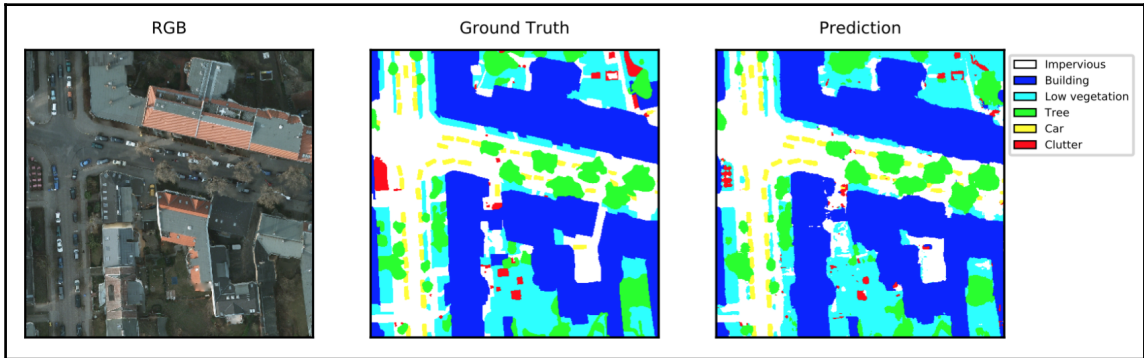 RGB
Ground Truth
Prediction
Impervious
Building
Low vegetation
Tree
Car
Clutter